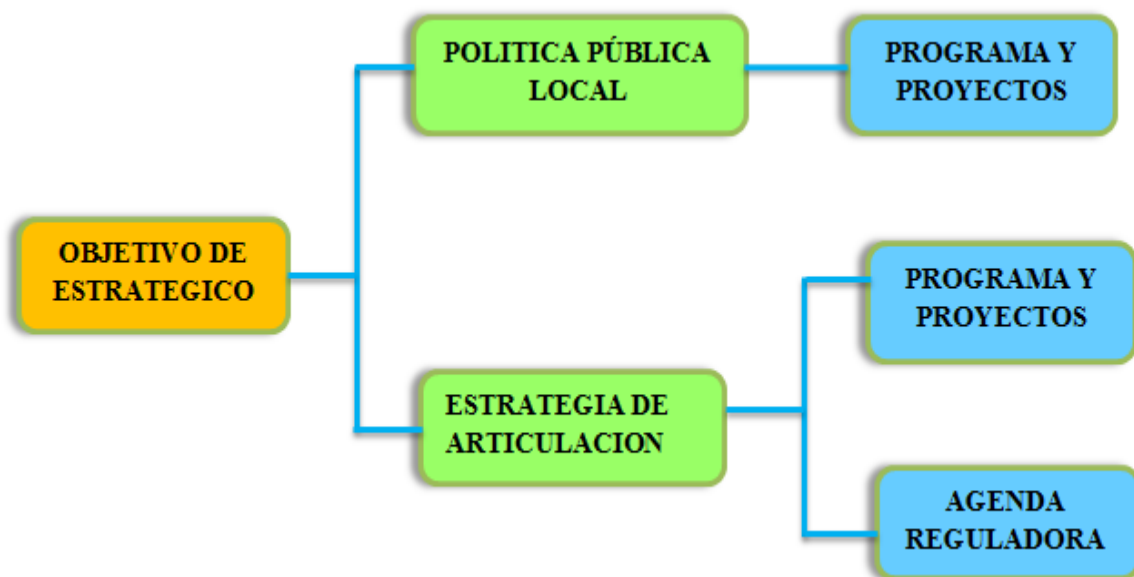 POLITICA PÚBLICA
LOCAL
PROGRAMA Y
PROYECTOS
OBJETIVO DE
ESTRATEGICO
PROGRAMA Y
PROYECTOS
ESTRATEGIA DE
ARTICULACION
AGENDA
REGULADORA